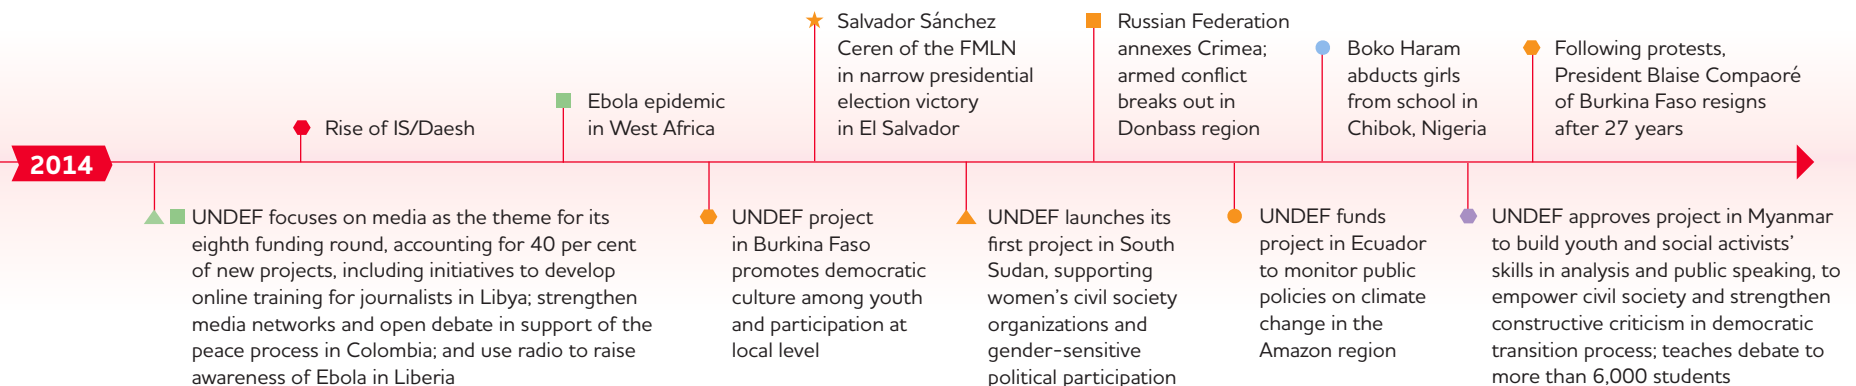 2014
Rise of IS/Daesh
Ebola epidemic
in West Africa
Salvador Sánchez
Ceren of the FMLN
in narrow presidential
election victory
in El Salvador
Russian Federation
annexes Crimea;
armed conflict
breaks out in
Donbass region
Boko Haram
abducts girls
from school in
Chibok, Nigeria
Following protests,
President Blaise Compaoré
of Burkina Faso resigns
after 27 years
UNDEF focuses on media as the theme for its
eighth funding round, accounting for 40 per cent
of new projects, including initiatives to develop
online training for journalists in Libya; strengthen
media networks and open debate in support of the
peace process in Colombia; and use radio to raise
awareness of Ebola in Liberia
UNDEF project
in Burkina Faso
promotes democratic
culture among youth
and participation at
local level
UNDEF launches its
first project in South
Sudan, supporting
women's civil society
organizations and
gender-sensitive
political participation
UNDEF funds
project in Ecuador
to monitor public
policies on climate
change in the
Amazon region
UNDEF approves project in Myanmar
to build youth and social activists'
skills in analysis and public speaking, to
empower civil society and strengthen
constructive criticism in democratic
transition process; teaches debate to
more than 6,000 students